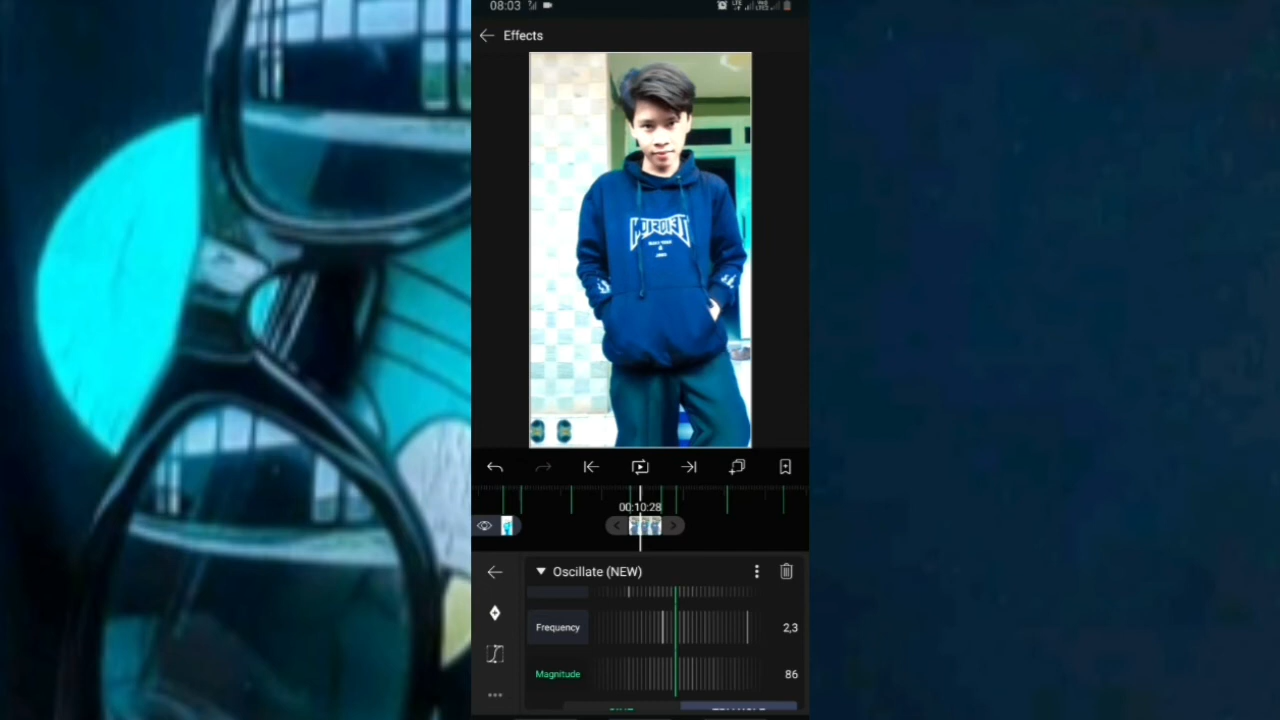 08:03
Effects
00:10:28
Oscillate (NEW)
Frequency
2,3
Magnitude
86